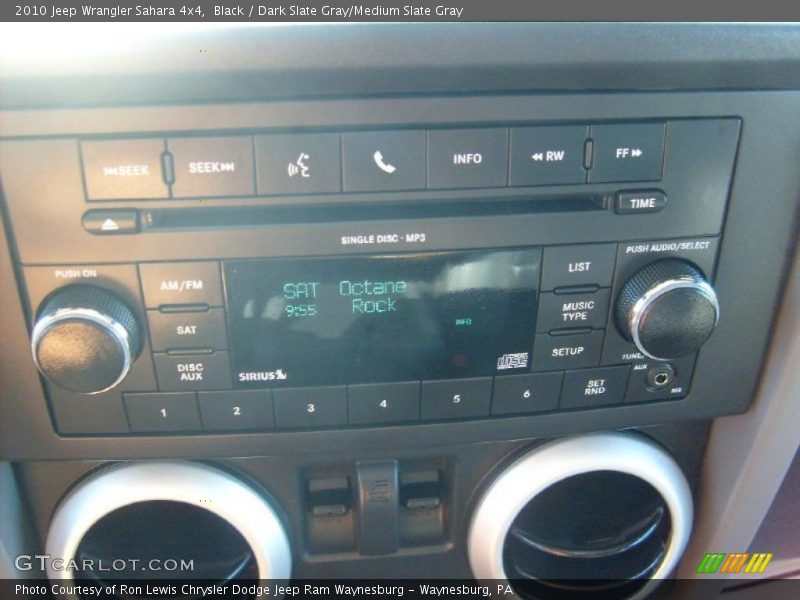 2010 Jeep Wrangler Sahara 4x4, Black / Dark Slate Gray/Medium Slate Gray
SEEK SEEK INFO RW FF
TIME
SINGLE DISC - MP3
PUSH ON
PUSH AUDIO/SELECT
AM/FM
SAT
DISC AUX
SAT Octane
9:55 Rock
INFO
SIRIUS
disc
LIST
MUSIC TYPE
SETUP
TUNE
AUX
1 2 3 4 5 6 SET RND
GTCARLOT.COM
Photo Courtesy of Ron Lewis Chrysler Dodge Jeep Ram Waynesburg - Waynesburg, PA